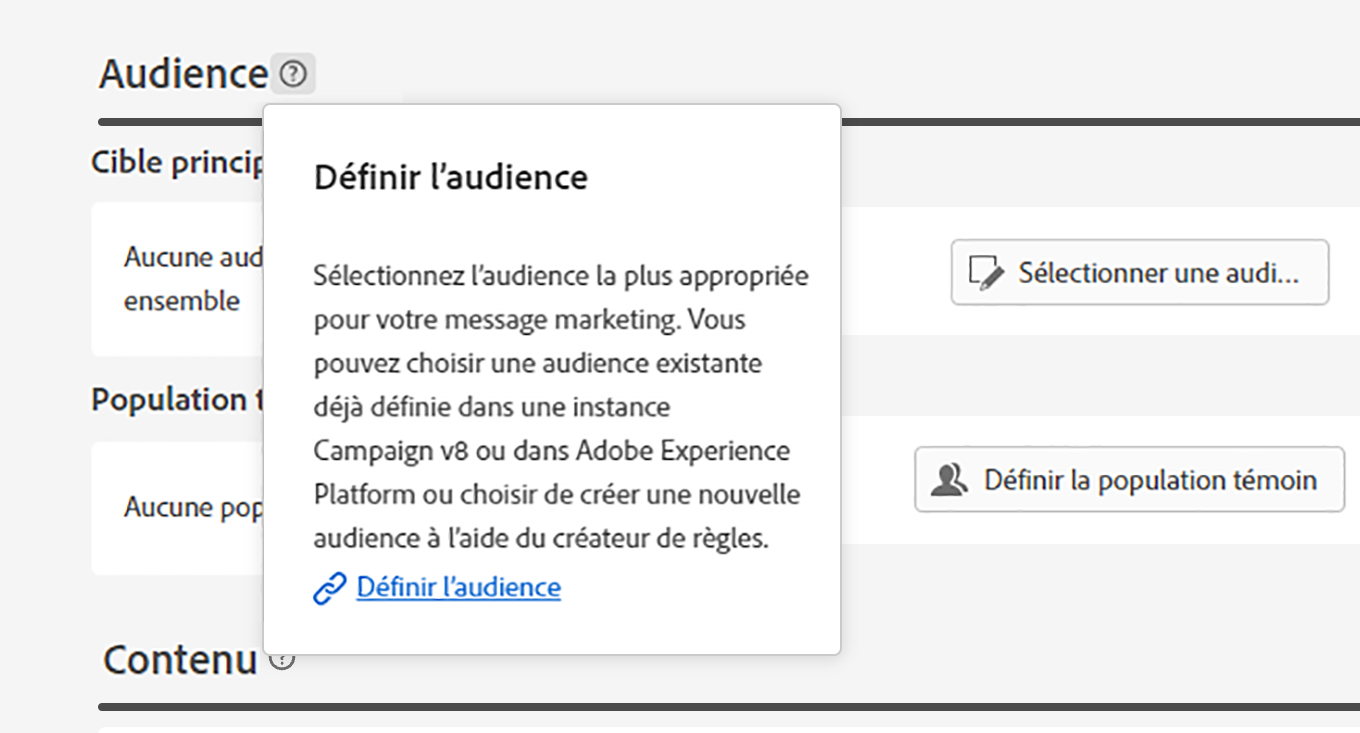 Audience
Cible princip
Définir l’audience
Aucune aud
ensemble
Sélectionnez l’audience la plus appropriée
pour votre message marketing. Vous
pouvez choisir une audience existante
déjà définie dans une instance
Campaign v8 ou dans Adobe Experience
Platform ou choisir de créer une nouvelle
audience à l’aide du créateur de règles.
Définir l’audience
Sélectionner une audi...
Population
Aucune pop
Définir la population témoin
Contenu